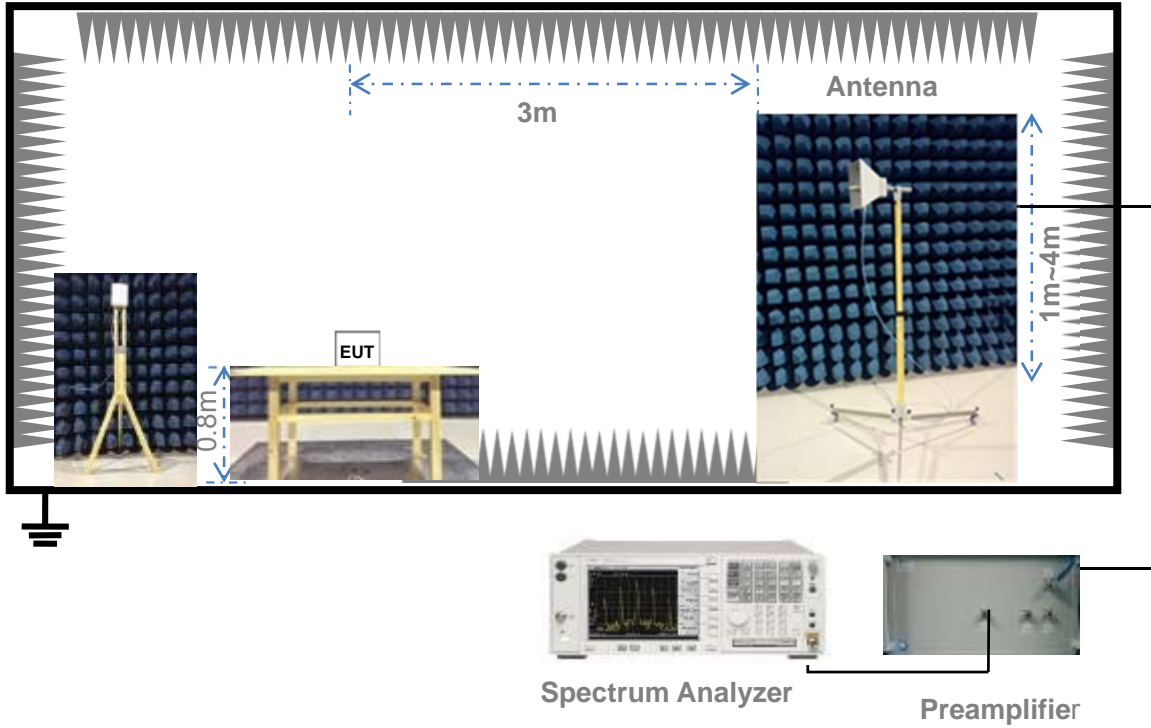 Antenna
3m
1m~4m
EUT
0.8m
Spectrum Analyzer
Preamplifier